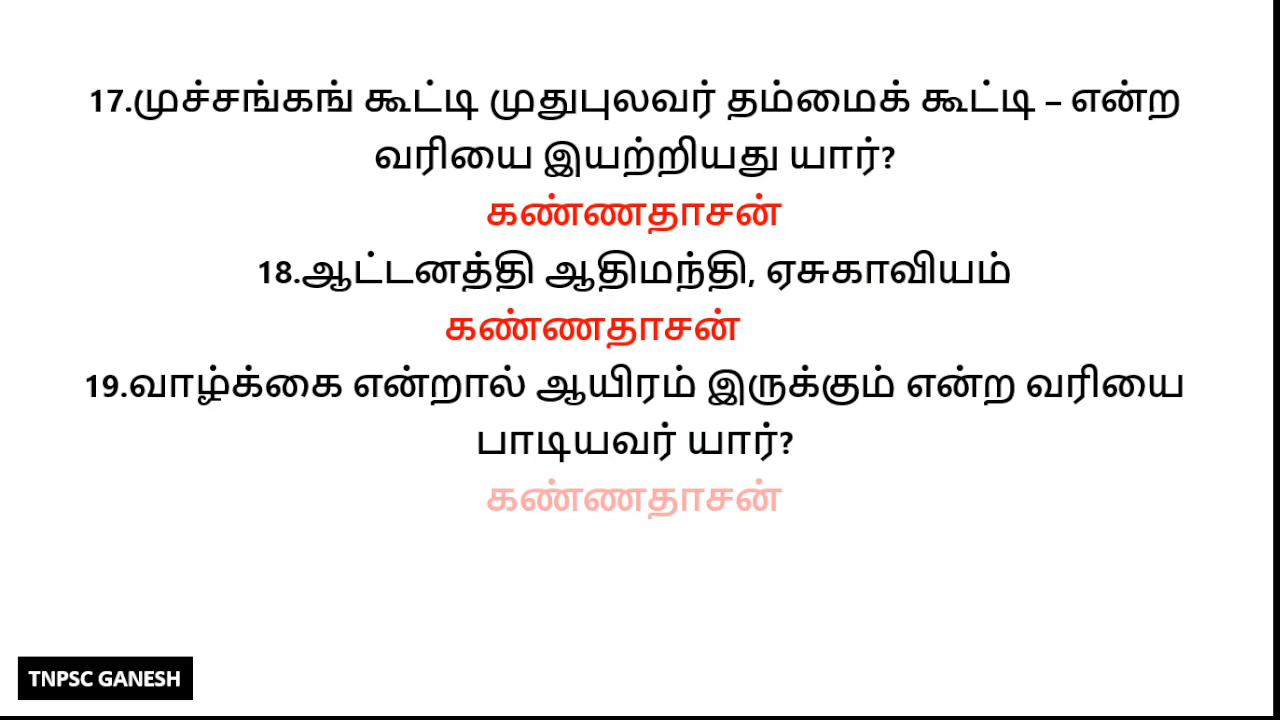 17.முச்சங்கங் கூட்டி முதுபுலவர் தம்மைக் கூட்டி – என்ற
வரியை இயற்றியது யார்?
கண்ணதாசன்
18.ஆட்டனத்தி ஆதிமந்தி, ஏசுகாவியம்
கண்ணதாசன்
19.வாழ்க்கை என்றால் ஆயிரம் இருக்கும் என்ற வரியை
பாடியவர் யார்?
கண்ணதாசன்
TNPSC GANESH